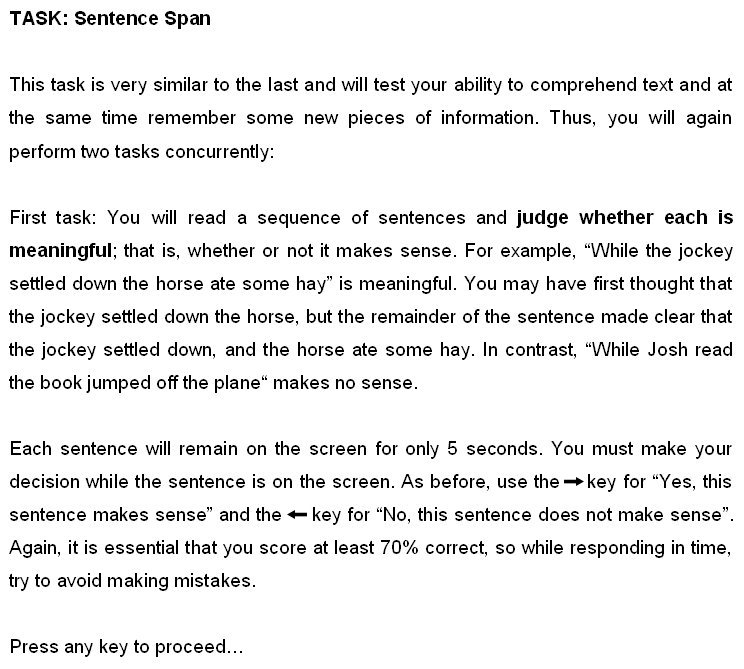 TASK: Sentence Span
This task is very similar to the last and will test your ability to comprehend text and at
the same time remember some new pieces of information. Thus, you will again
perform two tasks concurrently:
First task: You will read a sequence of sentences and judge whether each is
meaningful; that is, whether or not it makes sense. For example, “While the jockey
settled down the horse ate some hay” is meaningful. You may have first thought that
the jockey settled down the horse, but the remainder of the sentence made clear that
the jockey settled down, and the horse ate some hay. In contrast, “While Josh read
the book jumped off the plane“ makes no sense.
Each sentence will remain on the screen for only 5 seconds. You must make your
decision while the sentence is on the screen. As before, use the → key for “Yes, this
sentence makes sense” and the ← key for “No, this sentence does not make sense”.
Again, it is essential that you score at least 70% correct, so while responding in time,
try to avoid making mistakes.
Press any key to proceed…